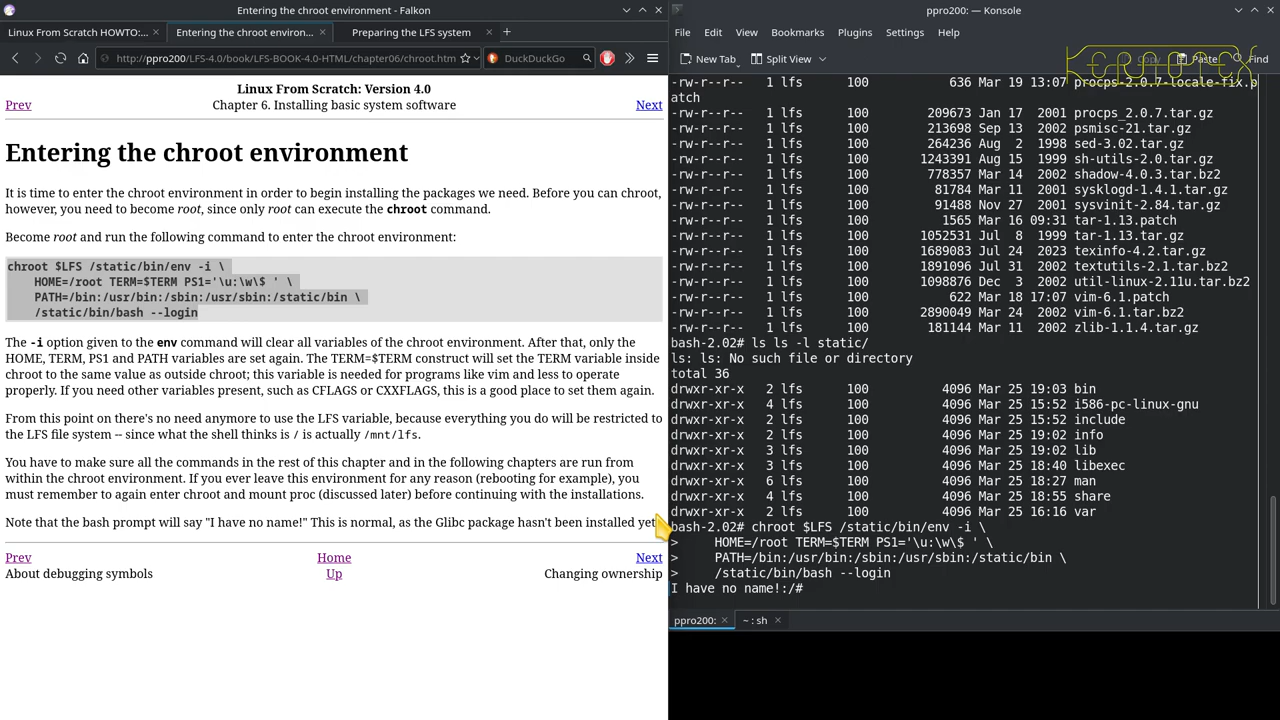 Entering the chroot environment - Falkon
Linux From Scratch HOWTO:... × Entering the chroot environ... × Preparing the LFS system × +
http://ppro200/LFS-4.0/book/LFS-BOOK-4.0-HTML/chapter06/chroot.htm DuckDuckGo
Linux From Scratch: Version 4.0
Prev Chapter 6. Installing basic system software Next
Entering the chroot environment
It is time to enter the chroot environment in order to begin installing the packages we need. Before you can chroot,
however, you need to become root, since only root can execute the chroot command.
Become root and run the following command to enter the chroot environment:
chroot $LFS /static/bin/env -i \
HOME=/root TERM=$TERM PS1='\u:\w\$ ' \
PATH=/bin:/usr/bin:/sbin:/usr/sbin:/static/bin \
/static/bin/bash --login
The -i option given to the env command will clear all variables of the chroot environment. After that, only the
HOME, TERM, PS1 and PATH variables are set again. The TERM=$TERM construct will set the TERM variable inside
chroot to the same value as outside chroot; this variable is needed for programs like vim and less to operate
properly. If you need other variables present, such as CFLAGS or CXXFLAGS, this is a good place to set them again.
From this point on there's no need anymore to use the LFS variable, because everything you do will be restricted to
the LFS file system -- since what the shell thinks is / is actually /mnt/lfs.
You have to make sure all the commands in the rest of this chapter and in the following chapters are run from
within the chroot environment. If you ever leave this environment for any reason (rebooting for example), you
must remember to again enter chroot and mount proc (discussed later) before continuing with the installations.
Note that the bash prompt will say "I have no name!" This is normal, as the Glibc package hasn't been installed yet
Prev Home Next
About debugging symbols Up Changing ownership
ppro200: — Konsole
File Edit View Bookmarks Plugins Settings Help
New Tab Split View Copy Paste Find
-rw-r--r-- 1 lfs 100 636 Mar 19 13:07 procps-2.0.7-locale-fix.p
atch
-rw-r--r-- 1 lfs 100 209673 Jan 17 2001 procps_2.0.7.tar.gz
-rw-r--r-- 1 lfs 100 213698 Sep 13 2002 psmisc-21.tar.gz
-rw-r--r-- 1 lfs 100 264236 Aug 2 1998 sed-3.02.tar.gz
-rw-r--r-- 1 lfs 100 1243391 Aug 15 1999 sh-utils-2.0.tar.gz
-rw-r--r-- 1 lfs 100 778357 Mar 14 2002 shadow-4.0.3.tar.bz2
-rw-r--r-- 1 lfs 100 81784 Mar 11 2001 sysklogd-1.4.1.tar.gz
-rw-r--r-- 1 lfs 100 91488 Nov 27 2001 sysvinit-2.84.tar.gz
-rw-r--r-- 1 lfs 100 1565 Mar 16 09:31 tar-1.13.patch
-rw-r--r-- 1 lfs 100 1052531 Jul 8 1999 tar-1.13.tar.gz
-rw-r--r-- 1 lfs 100 1689083 Jul 24 2023 texinfo-4.2.tar.gz
-rw-r--r-- 1 lfs 100 1891096 Jul 31 2002 textutils-2.1.tar.bz2
-rw-r--r-- 1 lfs 100 1098876 Dec 3 2002 util-linux-2.11u.tar.bz2
-rw-r--r-- 1 lfs 100 622 Mar 18 17:07 vim-6.1.patch
-rw-r--r-- 1 lfs 100 2890049 Mar 24 2002 vim-6.1.tar.bz2
-rw-r--r-- 1 lfs 100 181144 Mar 11 2002 zlib-1.1.4.tar.gz
bash-2.02# ls ls -l static/
ls: ls: No such file or directory
total 36
drwxr-xr-x 2 lfs 100 4096 Mar 25 19:03 bin
drwxr-xr-x 4 lfs 100 4096 Mar 25 15:52 i586-pc-linux-gnu
drwxr-xr-x 2 lfs 100 4096 Mar 25 15:52 include
drwxr-xr-x 2 lfs 100 4096 Mar 25 19:02 info
drwxr-xr-x 3 lfs 100 4096 Mar 25 19:02 lib
drwxr-xr-x 3 lfs 100 4096 Mar 25 18:40 libexec
drwxr-xr-x 6 lfs 100 4096 Mar 25 18:27 man
drwxr-xr-x 4 lfs 100 4096 Mar 25 18:55 share
drwxr-xr-x 2 lfs 100 4096 Mar 25 16:16 var
bash-2.02# chroot $LFS /static/bin/env -i \
> HOME=/root TERM=$TERM PS1='\u:\w\$ ' \
> PATH=/bin:/usr/bin:/sbin:/usr/sbin:/static/bin \
> /static/bin/bash --login
I have no name!:/#
ppro200: × ~ : sh ×